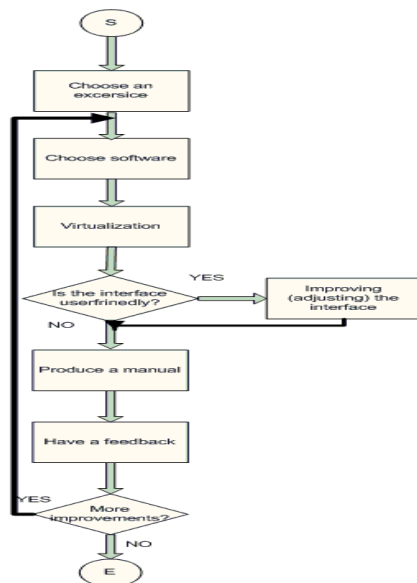 S
Choose an
excersice
Choose software
Virtualization
Is the interface
userfrinedly?
YES
Improving
(adjusting) the
interface
NO
Produce a manual
Have a feedback
YES
More
improvements?
NO
E